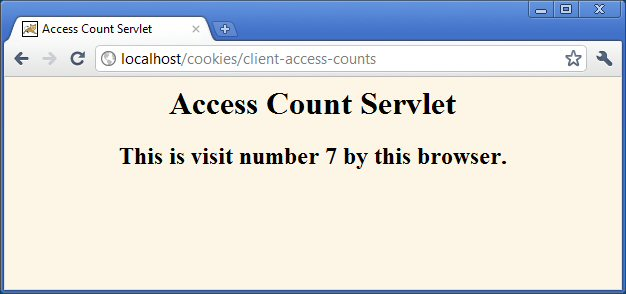 Access Count Servlet
localhost/cookies/client-access-counts
Access Count Servlet
This is visit number 7 by this browser.